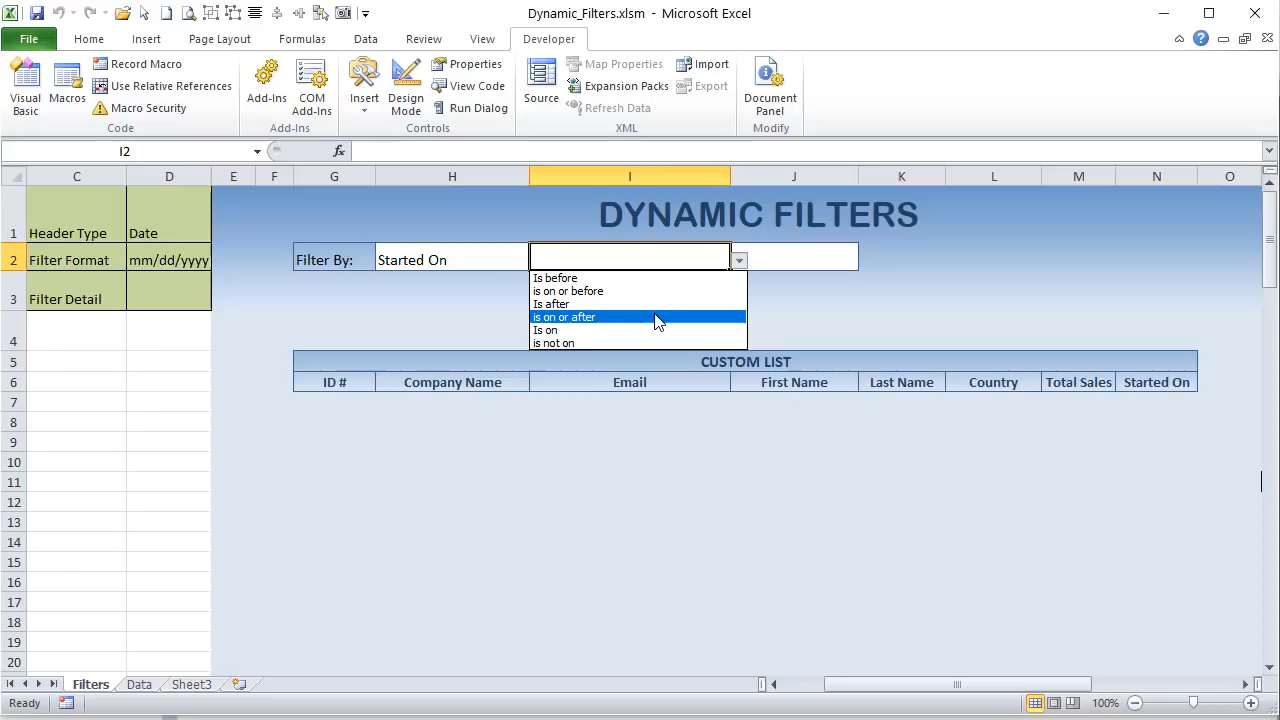 Dynamic_Filters.xlsm - Microsoft Excel
File Home Insert Page Layout Formulas Data Review View Developer
Visual Basic
Macros
Record Macro
Use Relative References
Macro Security
Code
Add-Ins
COM Add-Ins
Add-Ins
Insert
Design Mode
Properties
View Code
Run Dialog
Controls
Source
Map Properties
Expansion Packs
Refresh Data
Import
Export
XML
Document Panel
Modify
I2
fx
C D E F G H I J K L M N O
1 Header Type Date DYNAMIC FILTERS
2 Filter Format mm/dd/yyyy Filter By: Started On
Is before
is on or before
Is after
is on or after
Is on
is not on
3 Filter Detail
4
5 CUSTOM LIST
6 ID # Company Name Email First Name Last Name Country Total Sales Started On
7
8
9
10
11
12
13
14
15
16
17
18
19
20
Filters Data Sheet3
Ready 100%